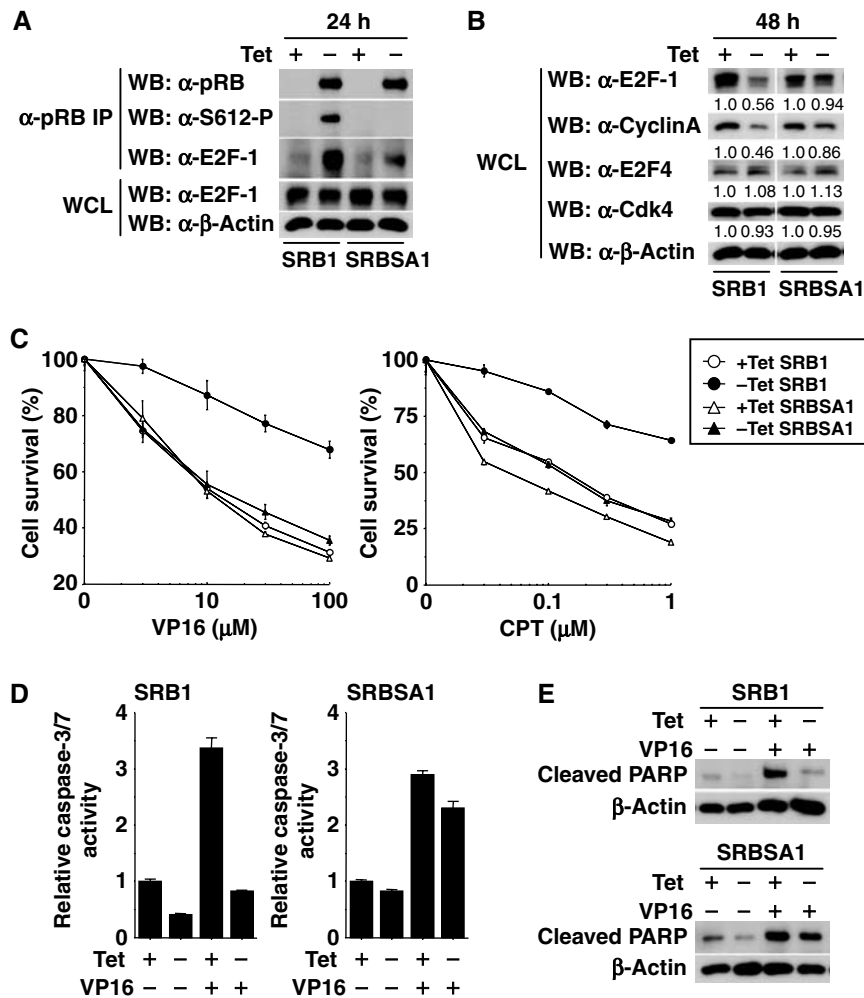 A
24 h
Tet + − + −
α-pRB IP
WB: α-pRB
WB: α-S612-P
WB: α-E2F-1
WCL
WB: α-E2F-1
WB: α-β-Actin
SRB1 SRBSA1
B
48 h
Tet + − + −
WCL
WB: α-E2F-1
1.0 0.56 1.0 0.94
WB: α-CyclinA
1.0 0.46 1.0 0.86
WB: α-E2F4
1.0 1.08 1.0 1.13
WB: α-Cdk4
1.0 0.93 1.0 0.95
WB: α-β-Actin
SRB1 SRBSA1
C
Cell survival (%)
100
80
60
40
20
0 10 100
VP16 (μM)
Cell survival (%)
100
75
50
25
0
0 0.1 1
CPT (μM)
+Tet SRB1
−Tet SRB1
+Tet SRBSA1
−Tet SRBSA1
D
SRB1
Relative caspase-3/7
activity
4
3
2
1
0
Tet + − + −
VP16 − − + +
SRBSA1
Relative caspase-3/7
activity
4
3
2
1
0
+ − + −
− − + +
E
SRB1
Tet + − + −
VP16 − − + +
Cleaved PARP
β-Actin
SRBSA1
Tet + − + −
VP16 − − + +
Cleaved PARP
β-Actin